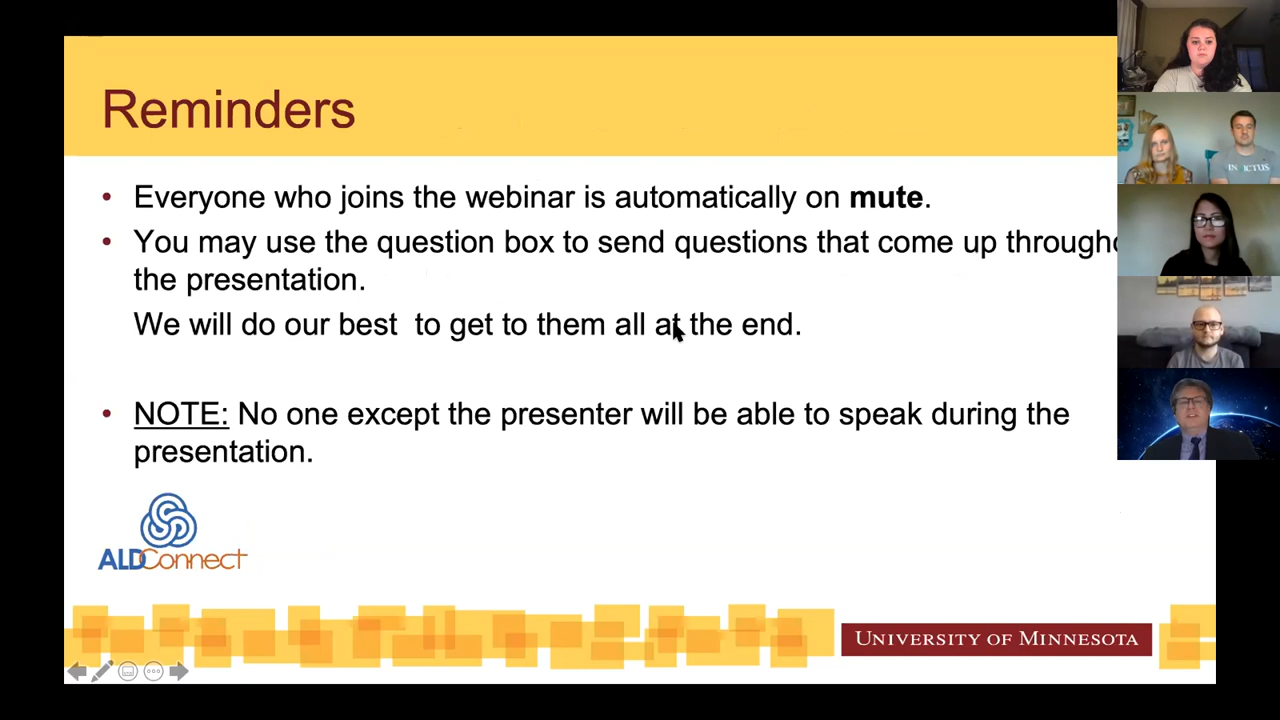 Reminders
• Everyone who joins the webinar is automatically on mute.
• You may use the question box to send questions that come up
the presentation.
We will do our best  to get to them all at the end.
• NOTE: No one except the presenter will be able to speak during the
presentation.
ALDConnect
UNIVERSITY OF MINNESOTA
INVICTUS